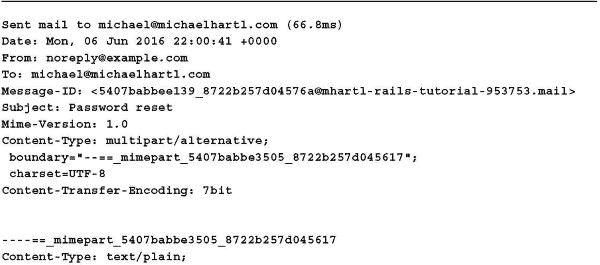 Sent mail to michael@michaelhartl.com (66.8ms)
Date: Mon, 06 Jun 2016 22:00:41 +0000
From: noreply@example.com
To: michael@michaelhartl.com
Message-ID: <5407babbee139_8722b257d04576a@mhartl-rails-tutorial-953753.mail>
Subject: Password reset
Mime-Version: 1.0
Content-Type: multipart/alternative;
 boundary="--==_mimepart_5407babbe3505_8722b257d045617";
 charset=UTF-8
Content-Transfer-Encoding: 7bit
----==_mimepart_5407babbe3505_8722b257d045617
Content-Type: text/plain;